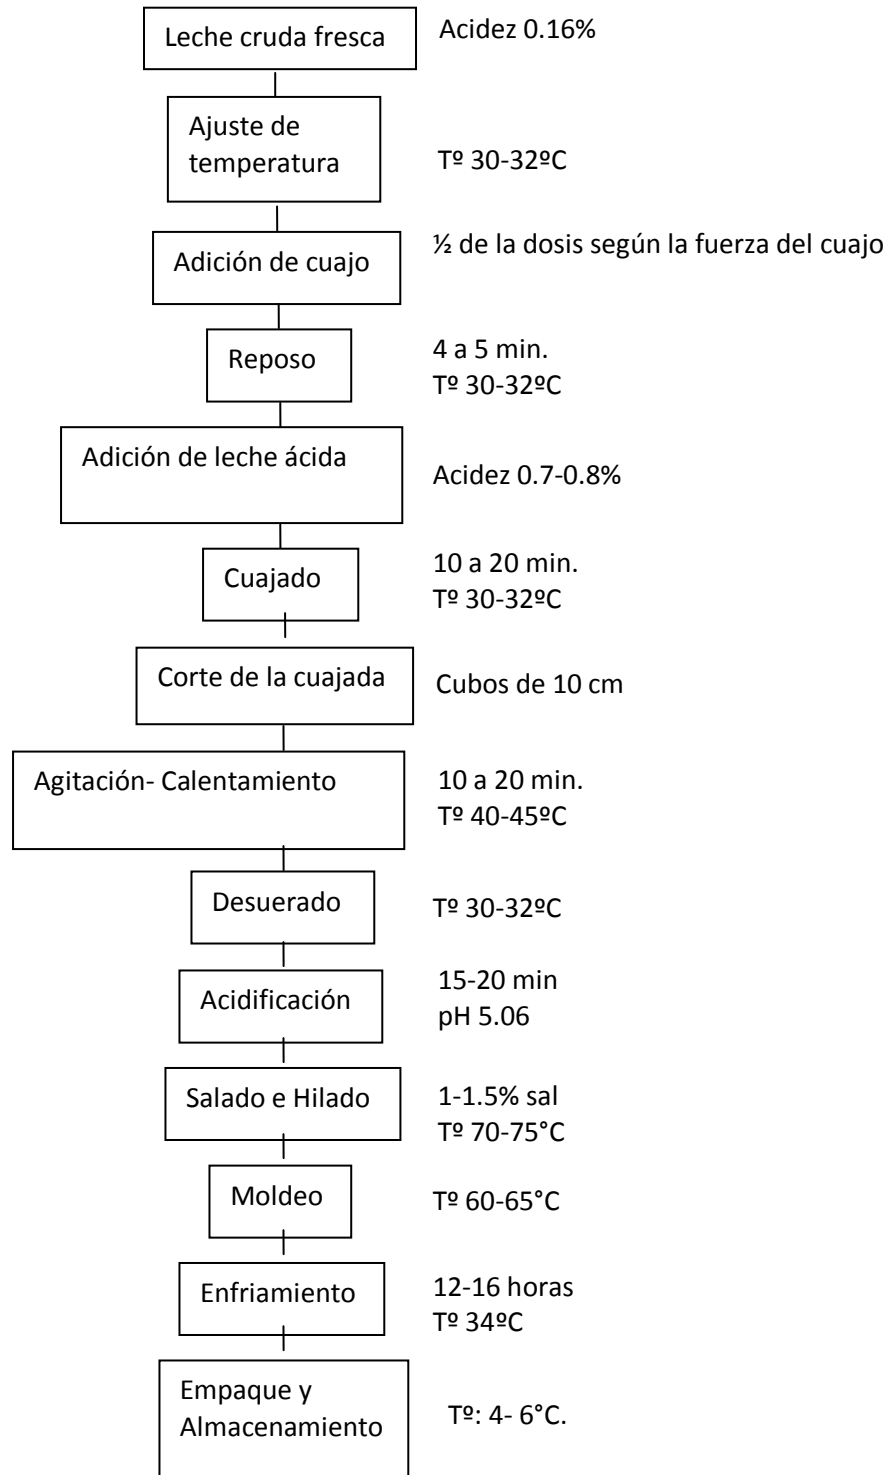 Leche cruda fresca
Acidez 0.16%
Ajuste de
temperatura
Tº 30-32ºC
Adición de cuajo
½ de la dosis según la fuerza del cuajo
Reposo
4 a 5 min.
Tº 30-32ºC
Adición de leche ácida
Acidez 0.7-0.8%
Cuajado
10 a 20 min.
Tº 30-32ºC
Corte de la cuajada
Cubos de 10 cm
Agitación- Calentamiento
10 a 20 min.
Tº 40-45ºC
Desuerado
Tº 30-32ºC
Acidificación
15-20 min
pH 5.06
Salado e Hilado
1-1.5% sal
Tº 70-75°C
Moldeo
Tº 60-65°C
Enfriamiento
12-16 horas
Tº 34ºC
Empaque y
Almacenamiento
Tº: 4- 6°C.